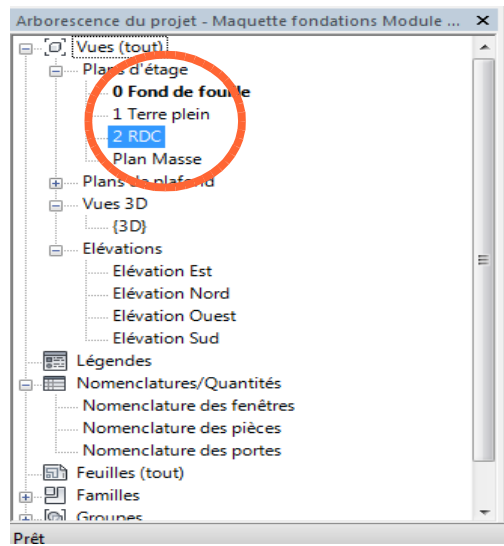 Arborescence du projet - Maquette fondations Module ...
Vues (tout)
Plans d'étage
0 Fond de fouille
1 Terre plein
2 RDC
Plan Masse
Plans de plafond
Vues 3D
{3D}
Elévations
Elévation Est
Elévation Nord
Elévation Ouest
Elévation Sud
Légendes
Nomenclatures/Quantités
Nomenclature des fenêtres
Nomenclature des pièces
Nomenclature des portes
Feuilles (tout)
Familles
Groupes
Prêt